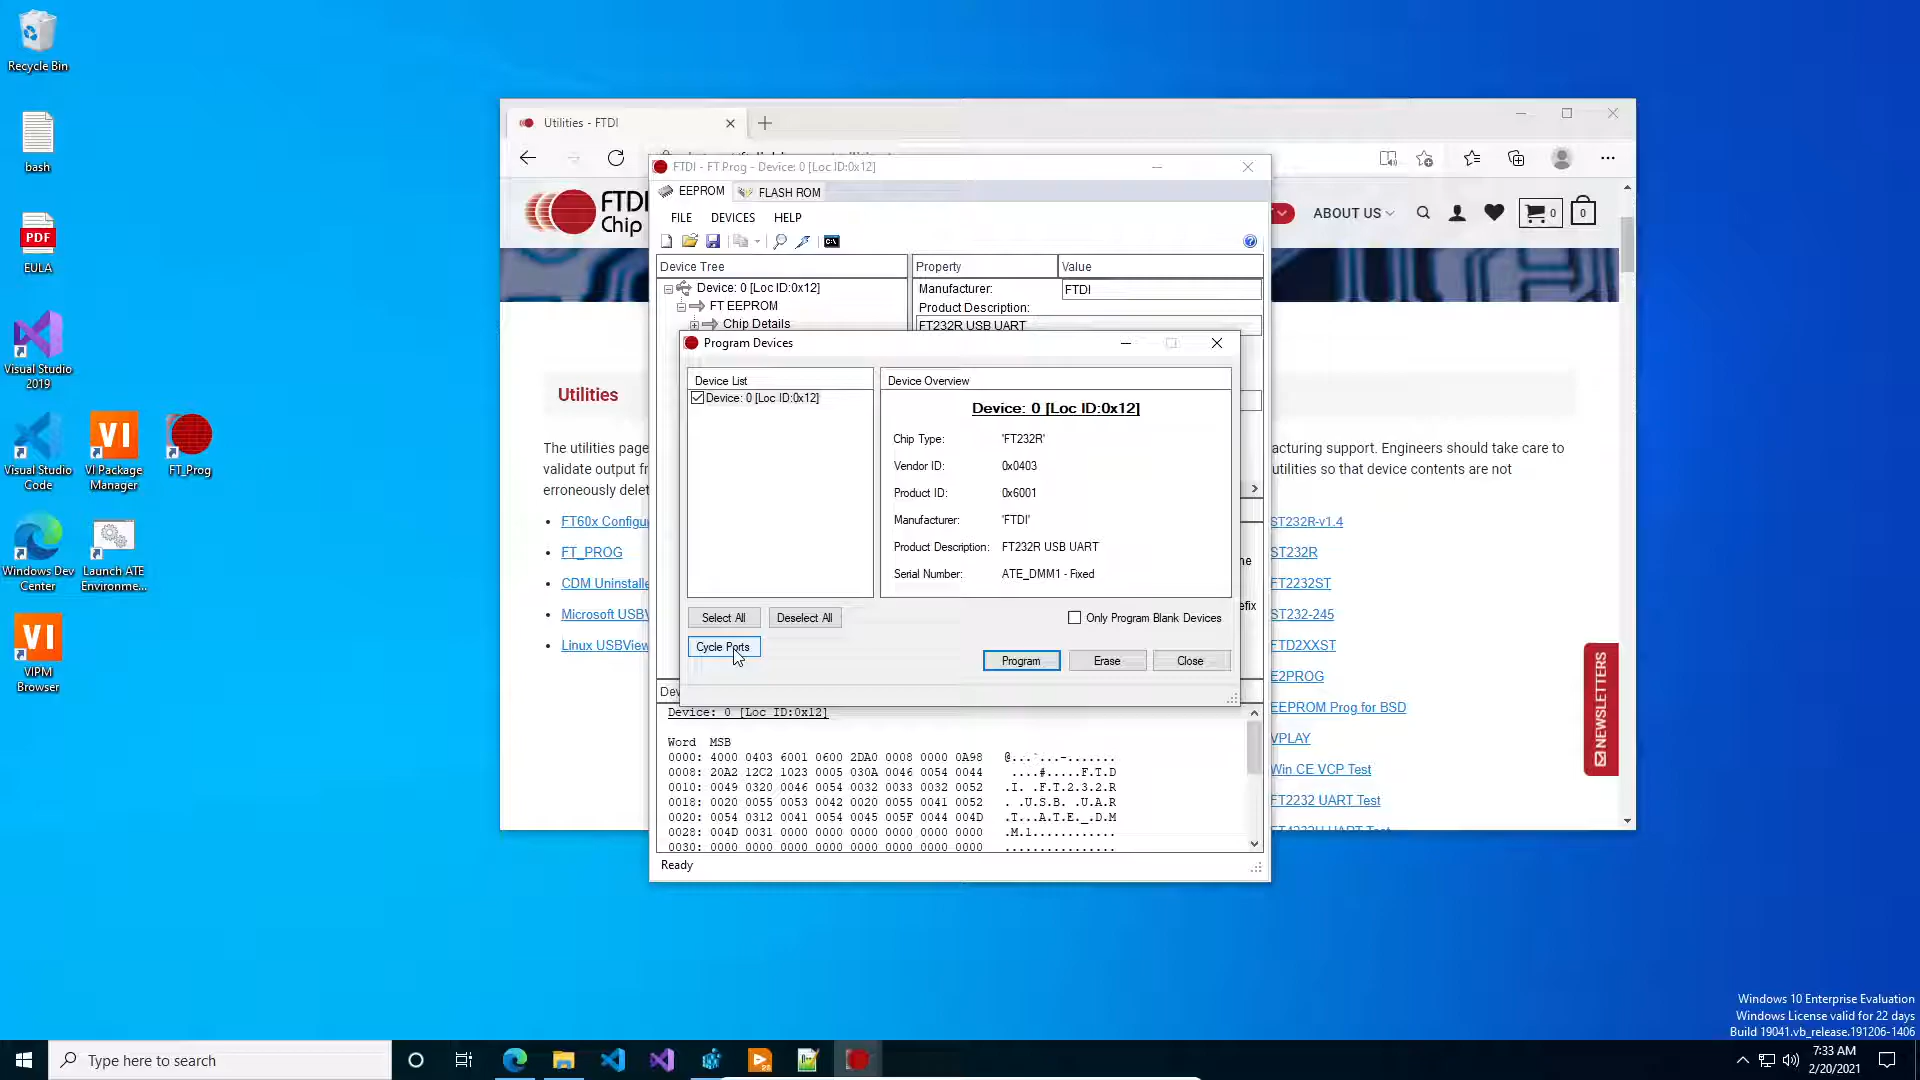 Recycle Bin
bash
EULA
PDF
Visual Studio
2019
Visual Studio
Code
VI
VI Package
Manager
FT_Prog
Windows Dev
Center
Launch ATE
Environme...
VI
VIPM
Browser
Utilities - FTDI
FTDI
Chip
ABOUT US
0
0
Utilities
The utilities page
validate output fr
erroneously delet
acturing support. Engineers should take care to
utilities so that device contents are not
FT60x Configu
FT_PROG
CDM Uninstalle
Microsoft USBV
Linux USBView
ST232R-v1.4
ST232R
FT2232ST
ST232-245
FTD2XXST
E2PROG
EEPROM Prog for BSD
VPLAY
Win CE VCP Test
FT2232 UART Test
NEWSLETTERS
FTDI - FT Prog - Device: 0 [Loc ID:0x12]
EEPROM
FLASH ROM
FILE DEVICES HELP
Device Tree
Property Value
Device: 0 [Loc ID:0x12]
FT EEPROM
Chip Details
Manufacturer: FTDI
Product Description:
FT232R USB UART
ne
efix
Program Devices
Device List
Device: 0 [Loc ID:0x12]
Device Overview
Device: 0 [Loc ID:0x12]
Chip Type: 'FT232R'
Vendor ID: 0x0403
Product ID: 0x6001
Manufacturer: 'FTDI'
Product Description: FT232R USB UART
Serial Number: ATE_DMM1 - Fixed
Select All Deselect All
Only Program Blank Devices
Cycle Ports
Program Erase Close
Dev
Device: 0 [Loc ID:0x12]
Word MSB
0000: 4000 0403 6001 0600 2DA0 0008 0000 0A98 @...`...-.......
0008: 20A2 12C2 1023 0005 030A 0046 0054 0044 ....#.....F.T.D
0010: 0049 0320 0046 0054 0032 0033 0032 0052 .I. .F.T.2.3.2.R
0018: 0020 0055 0053 0042 0020 0055 0041 0052 . .U.S.B. .U.A.R
0020: 0054 0312 0041 0054 0045 005F 0044 004D .T...A.T.E._.D.M
0028: 004D 0031 0000 0000 0000 0000 0000 0000 .M.1............
0030: 0000 0000 0000 0000 0000 0000 0000 0000 ................
Ready
Windows 10 Enterprise Evaluation
Windows License valid for 22 days
Build 19041.vb_release.191206-1406
Type here to search
7:33 AM
2/20/2021